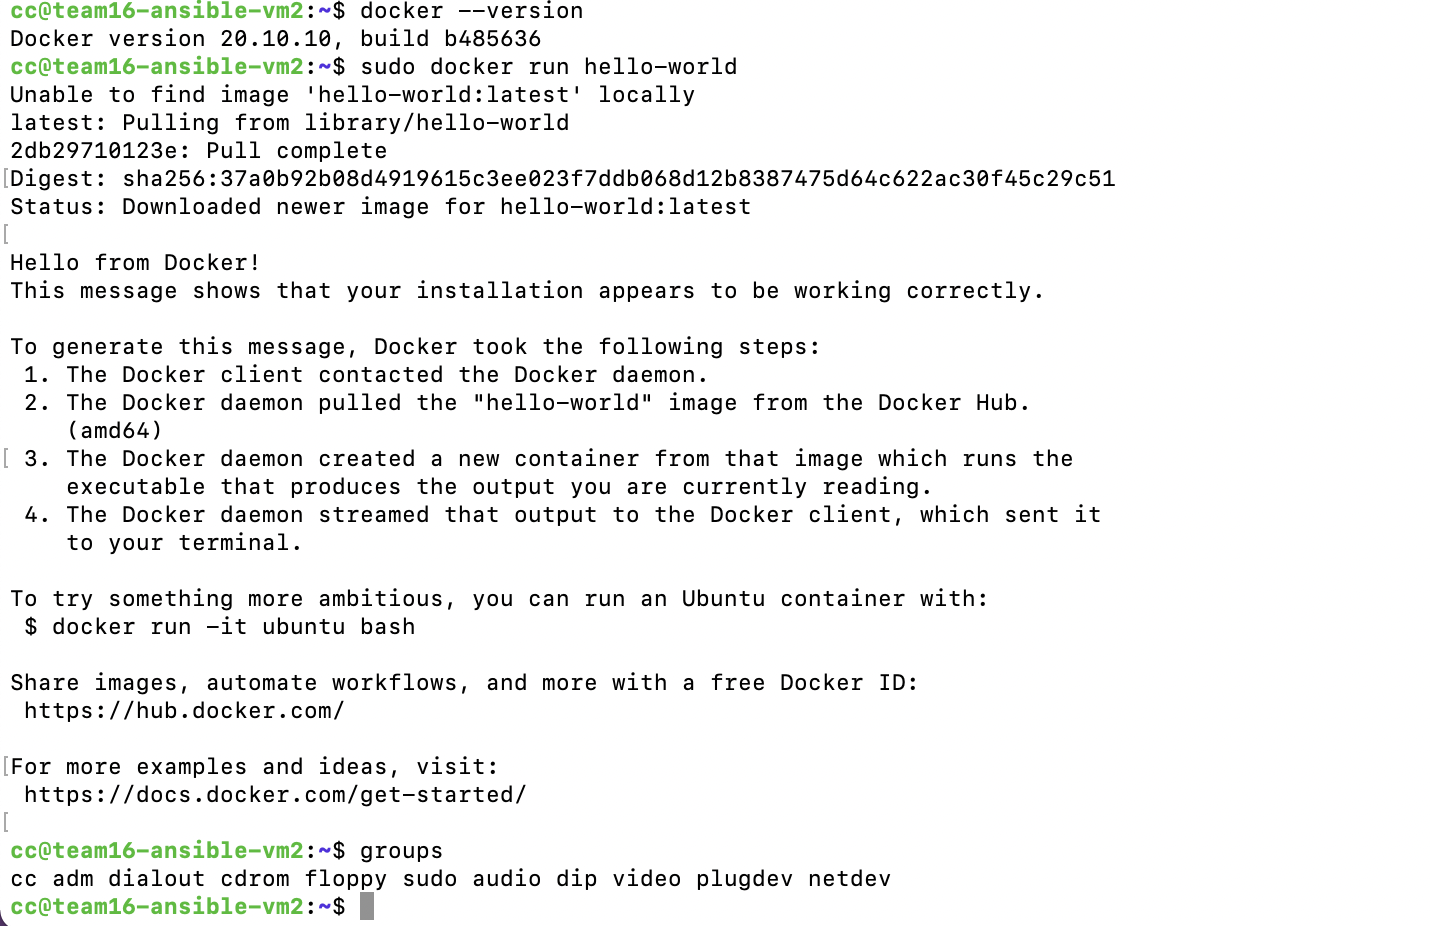 cc@team16-ansible-vm2:~$ docker --version
Docker version 20.10.10, build b485636
cc@team16-ansible-vm2:~$ sudo docker run hello-world
Unable to find image 'hello-world:latest' locally
latest: Pulling from library/hello-world
2db29710123e: Pull complete
[Digest: sha256:37a0b92b08d4919615c3ee023f7ddb068d12b8387475d64c622ac30f45c29c51
Status: Downloaded newer image for hello-world:latest
[
Hello from Docker!
This message shows that your installation appears to be working correctly.
To generate this message, Docker took the following steps:
1. The Docker client contacted the Docker daemon.
2. The Docker daemon pulled the "hello-world" image from the Docker Hub.
(amd64)
[ 3. The Docker daemon created a new container from that image which runs the
executable that produces the output you are currently reading.
4. The Docker daemon streamed that output to the Docker client, which sent it
to your terminal.
To try something more ambitious, you can run an Ubuntu container with:
$ docker run -it ubuntu bash
Share images, automate workflows, and more with a free Docker ID:
https://hub.docker.com/
[For more examples and ideas, visit:
https://docs.docker.com/get-started/
[
cc@team16-ansible-vm2:~$ groups
cc adm dialout cdrom floppy sudo audio dip video plugdev netdev
cc@team16-ansible-vm2:~$